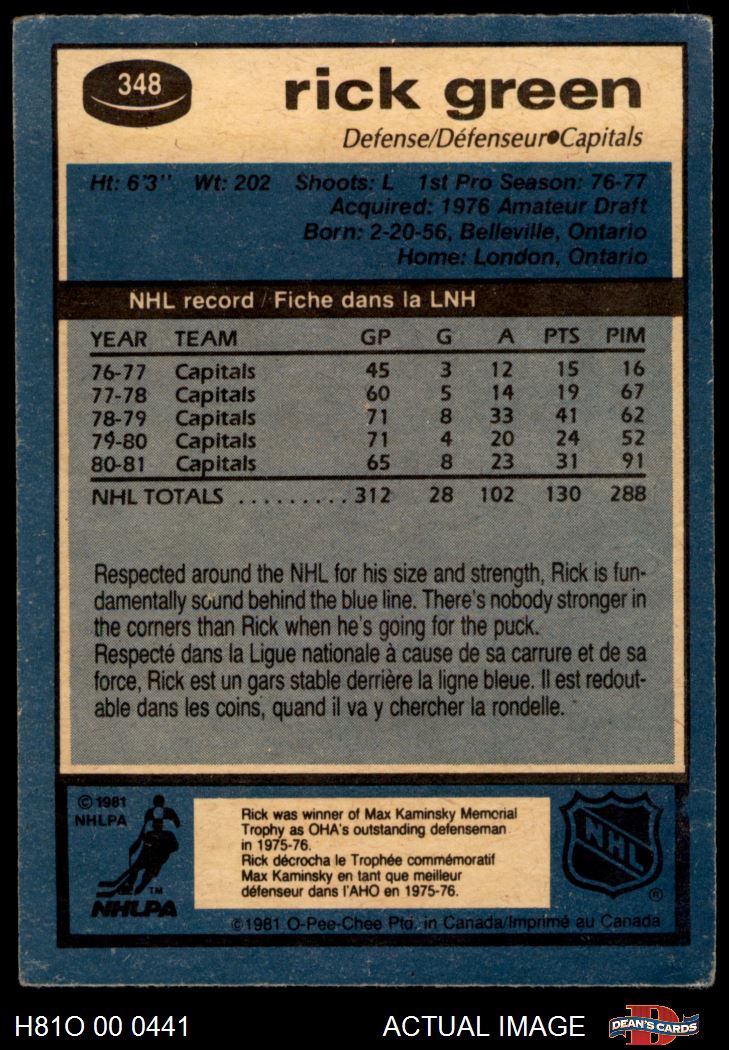 348
rick green
Defense/Défenseur●Capitals
Ht: 6'3" Wt: 202 Shoots: L 1st Pro Season: 76-77
Acquired: 1976 Amateur Draft
Born: 2-20-56, Belleville, Ontario
Home: London, Ontario
NHL record / Fiche dans la LNH
YEAR TEAM GP G A PTS PIM
76-77 Capitals 45 3 12 15 16
77-78 Capitals 60 5 14 19 67
78-79 Capitals 71 8 33 41 62
79-80 Capitals 71 4 20 24 52
80-81 Capitals 65 8 23 31 91
NHL TOTALS ......... 312 28 102 130 288
Respected around the NHL for his size and strength, Rick is fun-
damentally sound behind the blue line. There's nobody stronger in
the corners than Rick when he's going for the puck.
Respecté dans la Ligue nationale à cause de sa carrure et de sa
force, Rick est un gars stable derrière la ligne bleue. Il est redout-
able dans les coins, quand il va y chercher la rondelle.
© 1981
NHLPA
TM
NHLPA
Rick was winner of Max Kaminsky Memorial
Trophy as OHA's outstanding defenseman
in 1975-76.
Rick décrocha le Trophée commémoratif
Max Kaminsky en tant que meilleur
défenseur dans l'AHO en 1975-76.
NHL
®
©1981 O-Pee-Chee Ptd. in Canada/Imprimé au Canada
H81O 00 0441
ACTUAL IMAGE
D
DEAN'S CARDS